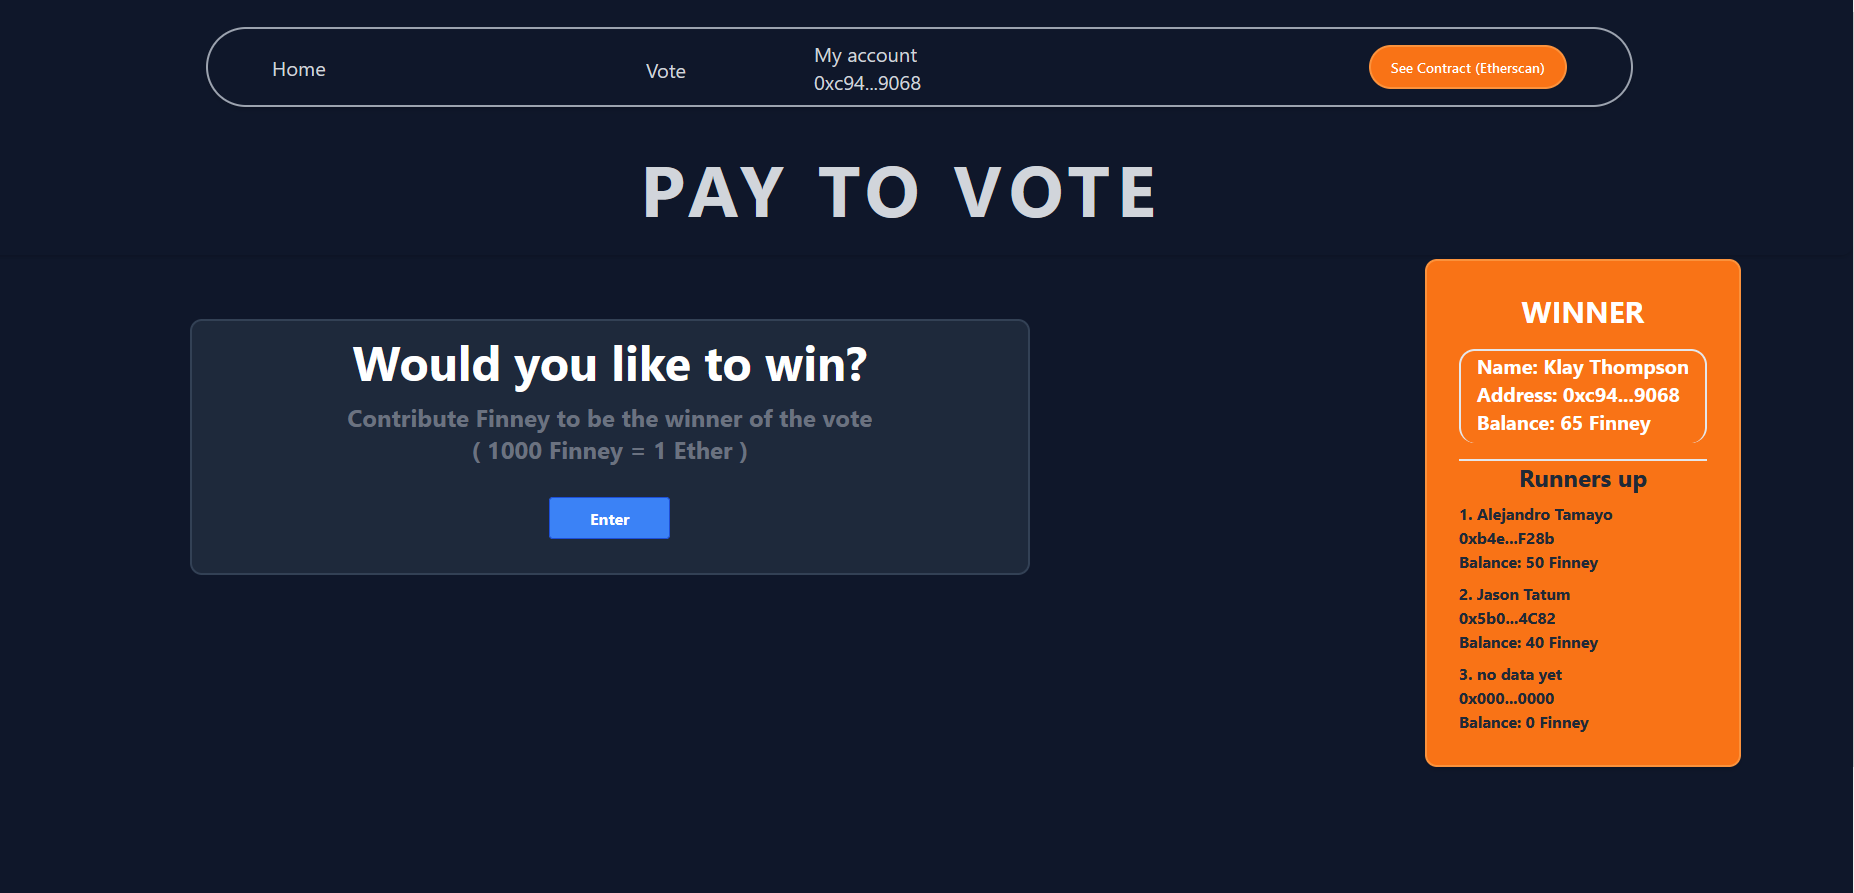 Home
Vote
My account
0xc94...9068
See Contract (Etherscan)
PAY TO VOTE
Would you like to win?
Contribute Finney to be the winner of the vote
( 1000 Finney = 1 Ether )
Enter
WINNER
Name: Klay Thompson
Address: 0xc94...9068
Balance: 65 Finney
Runners up
1. Alejandro Tamayo
0xb4e...F28b
Balance: 50 Finney
2. Jason Tatum
0x5b0...4C82
Balance: 40 Finney
3. no data yet
0x000...0000
Balance: 0 Finney